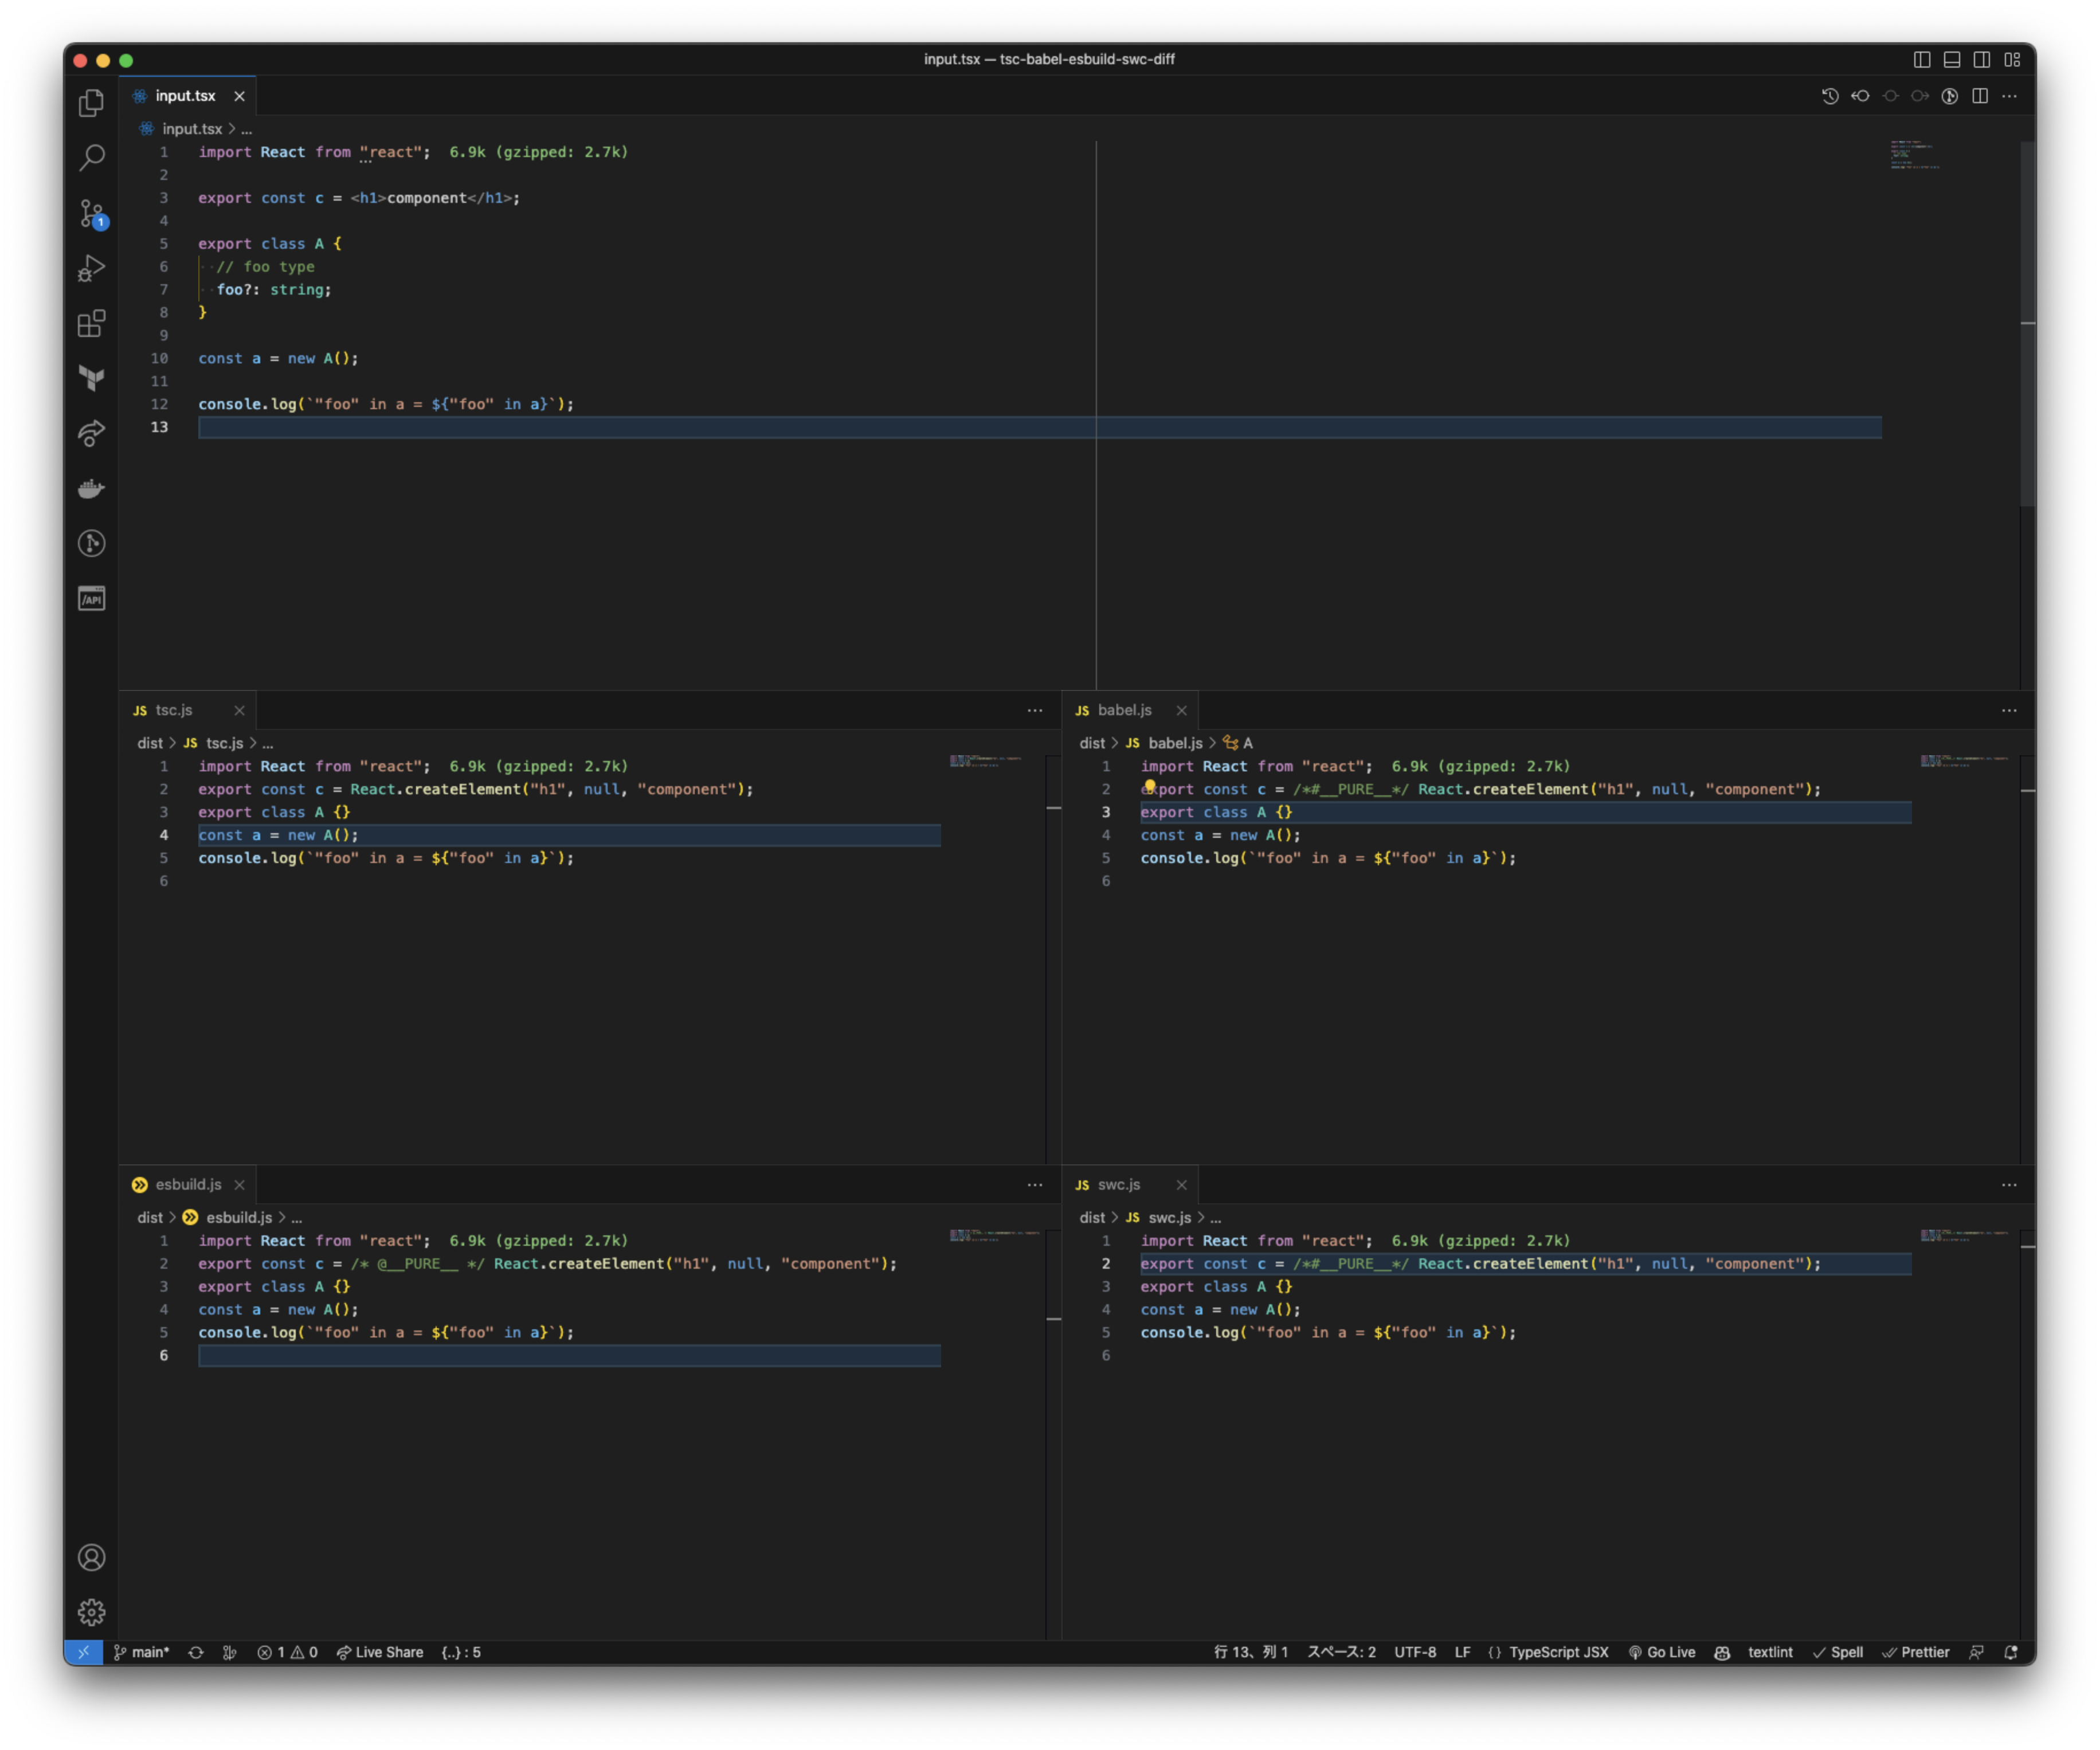 input.tsx — tsc-babel-esbuild-swc-diff
input.tsx
input.tsx > ...
1 import React from "react"; 6.9k (gzipped: 2.7k)
2
3 export const c = <h1>component</h1>;
4
5 export class A {
6 // foo type
7 foo?: string;
8 }
9
10 const a = new A();
11
12 console.log(`"foo" in a = ${"foo" in a}`);
13
1
/API
JS tsc.js
dist > JS tsc.js > ...
1 import React from "react"; 6.9k (gzipped: 2.7k)
2 export const c = React.createElement("h1", null, "component");
3 export class A {}
4 const a = new A();
5 console.log(`"foo" in a = ${"foo" in a}`);
6
JS babel.js
dist > JS babel.js > A
1 import React from "react"; 6.9k (gzipped: 2.7k)
2 export const c = /*#__PURE__*/ React.createElement("h1", null, "component");
3 export class A {}
4 const a = new A();
5 console.log(`"foo" in a = ${"foo" in a}`);
6
esbuild.js
dist > esbuild.js > ...
1 import React from "react"; 6.9k (gzipped: 2.7k)
2 export const c = /* @__PURE__ */ React.createElement("h1", null, "component");
3 export class A {}
4 const a = new A();
5 console.log(`"foo" in a = ${"foo" in a}`);
6
JS swc.js
dist > JS swc.js > ...
1 import React from "react"; 6.9k (gzipped: 2.7k)
2 export const c = /*#__PURE__*/ React.createElement("h1", null, "component");
3 export class A {}
4 const a = new A();
5 console.log(`"foo" in a = ${"foo" in a}`);
6
main* 1 0 Live Share {..} : 5 行 13、列 1 スペース: 2 UTF-8 LF {} TypeScript JSX Go Live textlint Spell Prettier